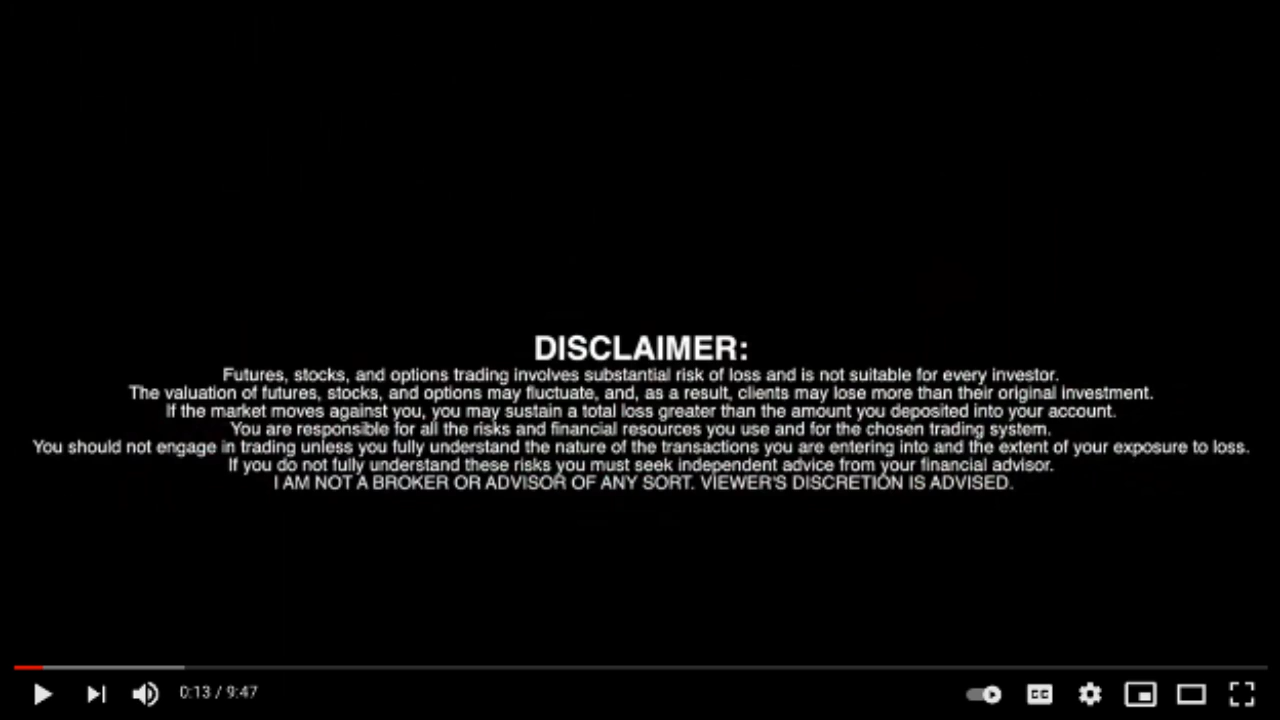 DISCLAIMER:
Futures, stocks, and options trading involves substantial risk of loss and is not suitable for every investor.
The valuation of futures, stocks, and options may fluctuate, and, as a result, clients may lose more than their original investment.
If the market moves against you, you may sustain a total loss greater than the amount you deposited into your account.
You are responsible for all the risks and financial resources you use and for the chosen trading system.
You should not engage in trading unless you fully understand the nature of the transactions you are entering into and the extent of your exposure to loss.
If you do not fully understand these risks you must seek independent advice from your financial advisor.
I AM NOT A BROKER OR ADVISOR OF ANY SORT. VIEWER'S DISCRETION IS ADVISED.
0:13 / 9:47
CC